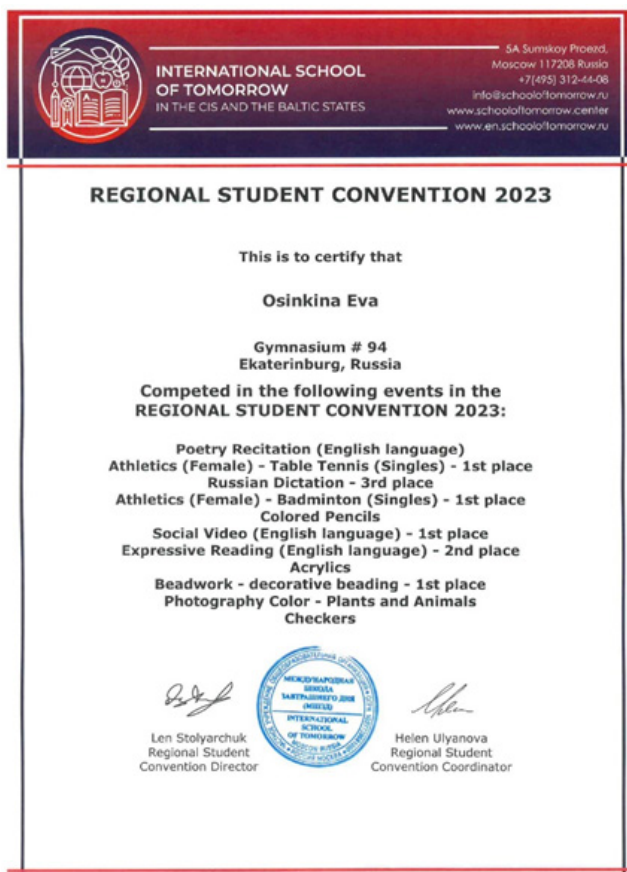 INTERNATIONAL SCHOOL
OF TOMORROW
IN THE CIS AND THE BALTIC STATES
5A Sumskoy Proezd,
Moscow 117208 Russia
+7(495) 312-44-08
info@schooloftomorrow.ru
www.schooloftomorrow.center
www.en.schooloftomorrow.ru
REGIONAL STUDENT CONVENTION 2023
This is to certify that
Osinkina Eva
Gymnasium # 94
Ekaterinburg, Russia
Competed in the following events in the
REGIONAL STUDENT CONVENTION 2023:
Poetry Recitation (English language)
Athletics (Female) - Table Tennis (Singles) - 1st place
Russian Dictation - 3rd place
Athletics (Female) - Badminton (Singles) - 1st place
Colored Pencils
Social Video (English language) - 1st place
Expressive Reading (English language) - 2nd place
Acrylics
Beadwork - decorative beading - 1st place
Photography Color - Plants and Animals
Checkers
МЕЖДУНАРОДНАЯ
ШКОЛА
ЗАВТРАШНЕГО ДНЯ
(МШЗД)
INTERNATIONAL
SCHOOL
OF TOMORROW
MOSCOW RUSSIA
Len Stolyarchuk
Regional Student
Convention Director
Helen Ulyanova
Regional Student
Convention Coordinator